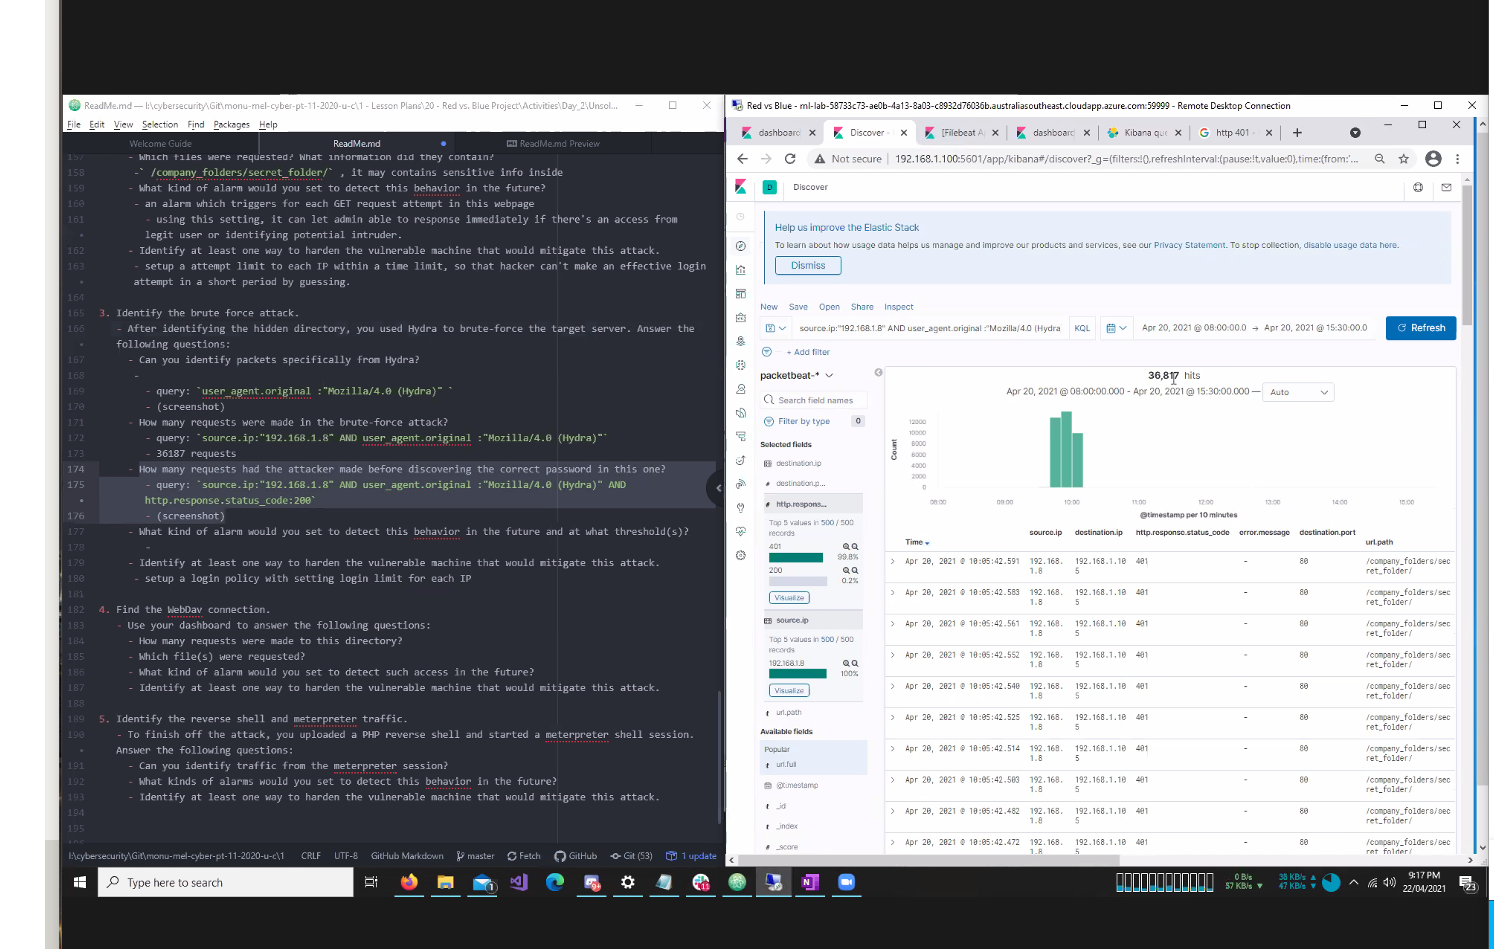 ReadMe.md — I:\cybersecurity\Git\monu-mel-cyber-pt-11-2020-u-c\1 - Lesson Plans\20 - Red vs. Blue Project\Activities\Day_2\Unsol...
File Edit View Selection Find Packages Help
Welcome Guide ReadMe.md ReadMe.md Preview
157 - Which files were requested? What information did they contain?
158 -` /company_folders/secret_folder/` , it may contains sensitive info inside
159 - What kind of alarm would you set to detect this behavior in the future?
160 - an alarm which triggers for each GET request attempt in this webpage
161 - using this setting, it can let admin able to response immediately if there's an access from
legit user or identifying potential intruder.
162 - Identify at least one way to harden the vulnerable machine that would mitigate this attack.
163 - setup a attempt limit to each IP within a time limit, so that hacker can't make an effective login
attempt in a short period by guessing.
164
165 3. Identify the brute force attack.
166 - After identifying the hidden directory, you used Hydra to brute-force the target server. Answer the
following questions:
167 - Can you identify packets specifically from Hydra?
168 -
169 - query: `user_agent.original :"Mozilla/4.0 (Hydra)" `
170 - (screenshot)
171 - How many requests were made in the brute-force attack?
172 - query: `source.ip:"192.168.1.8" AND user_agent.original :"Mozilla/4.0 (Hydra)"`
173 - 36187 requests
174 - How many requests had the attacker made before discovering the correct password in this one?
175 - query: `source.ip:"192.168.1.8" AND user_agent.original :"Mozilla/4.0 (Hydra)" AND
http.response.status_code:200`
176 - (screenshot)
177 - What kind of alarm would you set to detect this behavior in the future and at what threshold(s)?
178 -
179 - Identify at least one way to harden the vulnerable machine that would mitigate this attack.
180 - setup a login policy with setting login limit for each IP
181
182 4. Find the WebDav connection.
183 - Use your dashboard to answer the following questions:
184 - How many requests were made to this directory?
185 - Which file(s) were requested?
186 - What kind of alarm would you set to detect such access in the future?
187 - Identify at least one way to harden the vulnerable machine that would mitigate this attack.
188
189 5. Identify the reverse shell and meterpreter traffic.
190 - To finish off the attack, you uploaded a PHP reverse shell and started a meterpreter shell session.
Answer the following questions:
191 - Can you identify traffic from the meterpreter session?
192 - What kinds of alarms would you set to detect this behavior in the future?
193 - Identify at least one way to harden the vulnerable machine that would mitigate this attack.
194
195
I:\cybersecurity\Git\monu-mel-cyber-pt-11-2020-u-c\1 CRLF UTF-8 GitHub Markdown master Fetch GitHub Git (53) 1 update
Red vs Blue - ml-lab-58733c73-ae0b-4a13-8a03-c8932d76036b.australiasoutheast.cloudapp.azure.com:59999 - Remote Desktop Connection
dashboard Discover - [Filebeat Ap dashboard Kibana que http 401 -
Not secure 192.168.1.100:5601/app/kibana#/discover?_g=(filters:!(),refreshInterval:(pause:!t,value:0),time:(from:'...
D Discover
Help us improve the Elastic Stack
To learn about how usage data helps us manage and improve our products and services, see our Privacy Statement. To stop collection, disable usage data here.
Dismiss
New Save Open Share Inspect
source.ip:"192.168.1.8" AND user_agent.original :"Mozilla/4.0 (Hydra KQL Apr 20, 2021 @ 08:00:00.0 → Apr 20, 2021 @ 15:30:00.0 Refresh
+ Add filter
packetbeat-*
Search field names
Filter by type 0
Selected fields
destination.ip
# destination.p...
# http.respons...
Top 5 values in 500 / 500
records
401
99.8%
200
0.2%
Visualize
source.ip
Top 5 values in 500 / 500
records
192.168.1.8
100%
Visualize
t url.path
Available fields
Popular
t url.full
@timestamp
t _id
t _index
# _score
36,817 hits
Apr 20, 2021 @ 08:00:00.000 - Apr 20, 2021 @ 15:30:00.000 — Auto
Count
12000
10000
8000
6000
4000
2000
0
08:00 09:00 10:00 11:00 12:00 13:00 14:00 15:00
@timestamp per 10 minutes
Time source.ip destination.ip http.response.status_code error.message destination.port url.path
Apr 20, 2021 @ 10:05:42.591 192.168. 192.168.1.10 401 - 80 /company_folders/sec
1.8 5 ret_folder/
Apr 20, 2021 @ 10:05:42.583 192.168. 192.168.1.10 401 - 80 /company_folders/sec
1.8 5 ret_folder/
Apr 20, 2021 @ 10:05:42.561 192.168. 192.168.1.10 401 - 80 /company_folders/sec
1.8 5 ret_folder/
Apr 20, 2021 @ 10:05:42.552 192.168. 192.168.1.10 401 - 80 /company_folders/sec
1.8 5 ret_folder/
Apr 20, 2021 @ 10:05:42.540 192.168. 192.168.1.10 401 - 80 /company_folders/sec
1.8 5 ret_folder/
Apr 20, 2021 @ 10:05:42.525 192.168. 192.168.1.10 401 - 80 /company_folders/sec
1.8 5 ret_folder/
Apr 20, 2021 @ 10:05:42.514 192.168. 192.168.1.10 401 - 80 /company_folders/sec
1.8 5 ret_folder/
Apr 20, 2021 @ 10:05:42.503 192.168. 192.168.1.10 401 - 80 /company_folders/sec
1.8 5 ret_folder/
Apr 20, 2021 @ 10:05:42.482 192.168. 192.168.1.10 401 - 80 /company_folders/sec
1.8 5 ret_folder/
Apr 20, 2021 @ 10:05:42.472 192.168. 192.168.1.10 401 - 80 /company_folders/sec
1.8 5 ret_folder/
Type here to search
0 B/s 38 KB/s
57 KB/s 47 KB/s
9:17 PM
22/04/2021
23